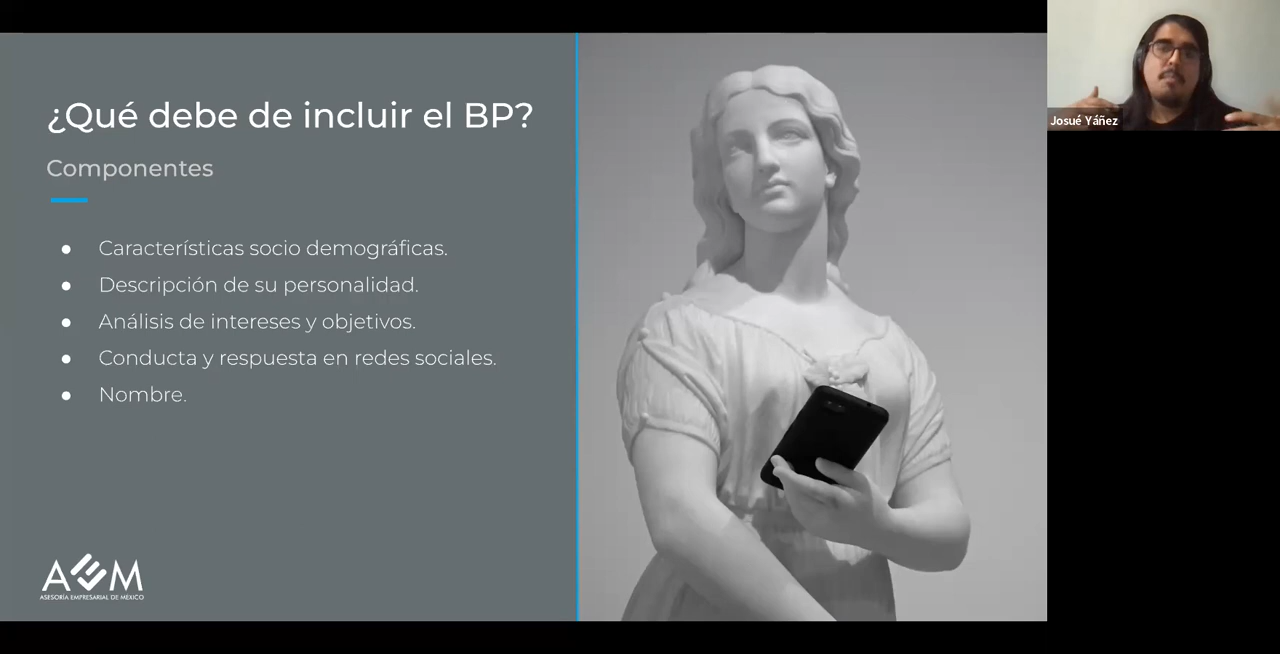 ¿Qué debe de incluir el BP?
Componentes
● Características socio demográficas.
● Descripción de su personalidad.
● Análisis de intereses y objetivos.
● Conducta y respuesta en redes sociales.
● Nombre.
AEM
ASESORÍA EMPRESARIAL DE MÉXICO
Josué Yáñez